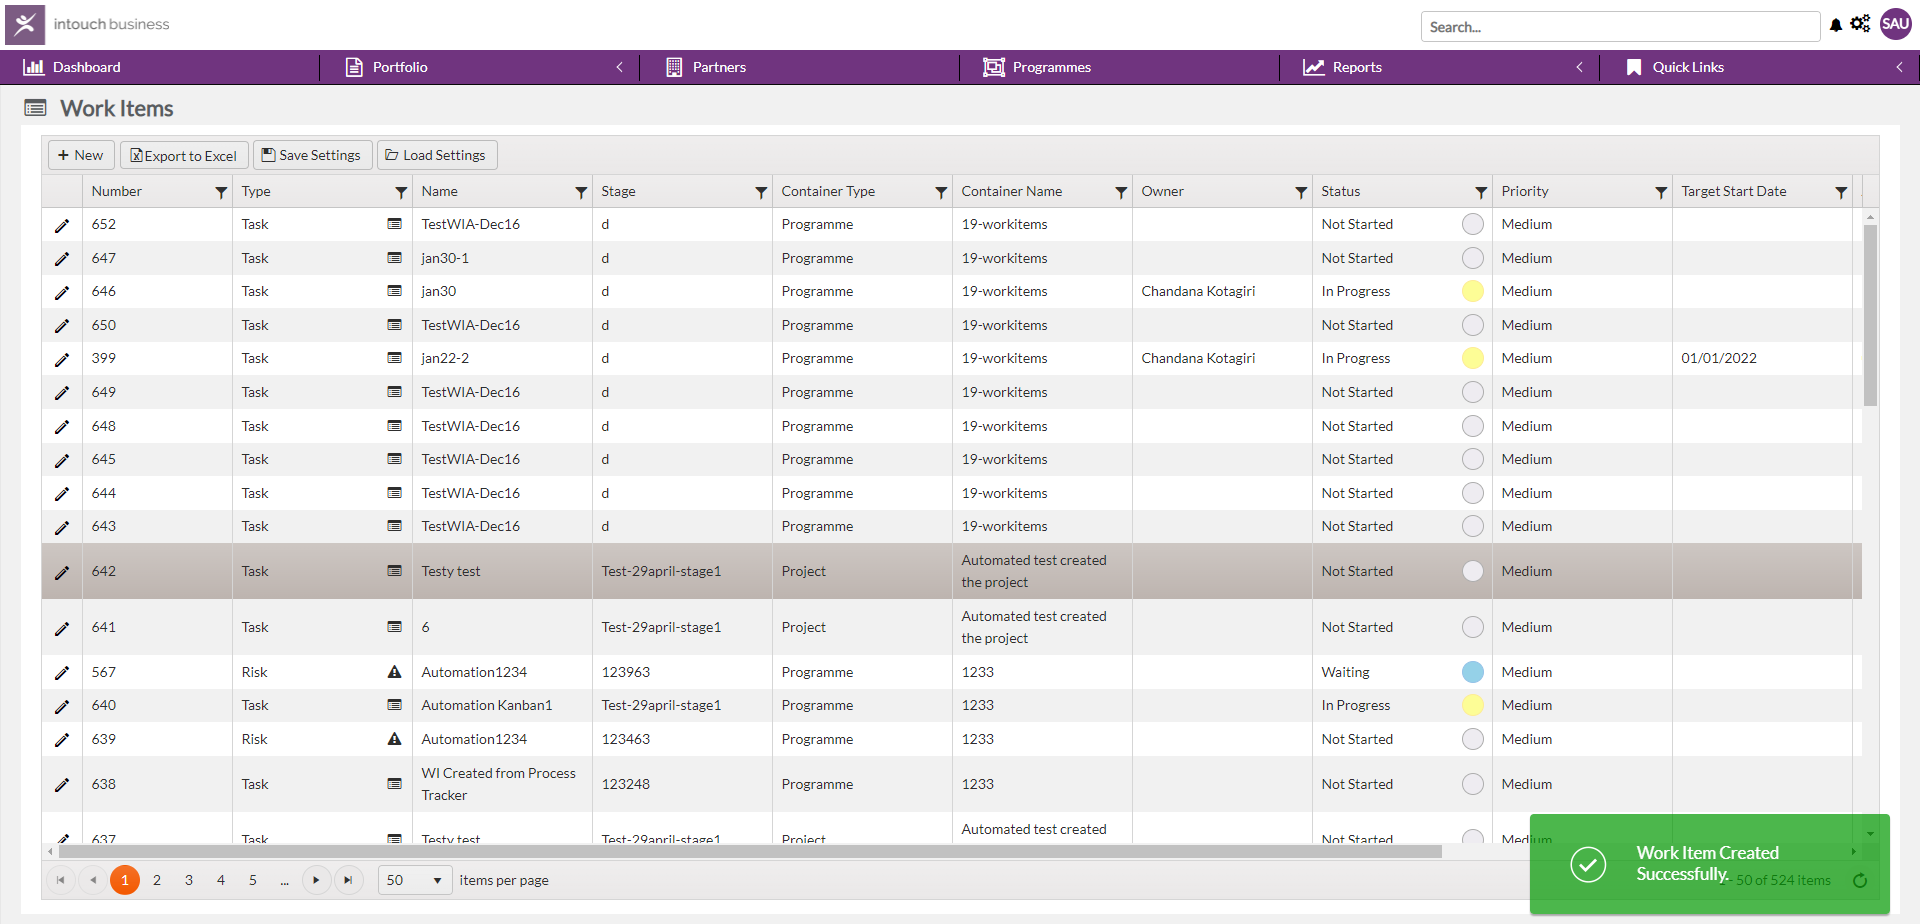 intouch business
Search...
SAU
Dashboard
Portfolio
Partners
Programmes
Reports
Quick Links
Work Items
+ New
Export to Excel
Save Settings
Load Settings
Number Type Name Stage Container Type Container Name Owner Status Priority Target Start Date
652 Task TestWIA-Dec16 d Programme 19-workitems Not Started Medium
647 Task jan30-1 d Programme 19-workitems Not Started Medium
646 Task jan30 d Programme 19-workitems Chandana Kotagiri In Progress Medium
650 Task TestWIA-Dec16 d Programme 19-workitems Not Started Medium
399 Task jan22-2 d Programme 19-workitems Chandana Kotagiri In Progress Medium 01/01/2022
649 Task TestWIA-Dec16 d Programme 19-workitems Not Started Medium
648 Task TestWIA-Dec16 d Programme 19-workitems Not Started Medium
645 Task TestWIA-Dec16 d Programme 19-workitems Not Started Medium
644 Task TestWIA-Dec16 d Programme 19-workitems Not Started Medium
643 Task TestWIA-Dec16 d Programme 19-workitems Not Started Medium
642 Task Testy test Test-29april-stage1 Project Automated test created
the project Not Started Medium
641 Task 6 Test-29april-stage1 Project Automated test created
the project Not Started Medium
567 Risk Automation1234 123963 Programme 1233 Waiting Medium
640 Task Automation Kanban1 Test-29april-stage1 Programme 1233 In Progress Medium
639 Risk Automation1234 123463 Programme 1233 Not Started Medium
638 Task WI Created from Process
Tracker 123248 Programme 1233 Not Started Medium
637 Task Testy test Test-29april-stage1 Project Automated test created
Not Started Medium
1 2 3 4 5 ... 50 items per page
Work Item Created
Successfully.
- 50 of 524 items